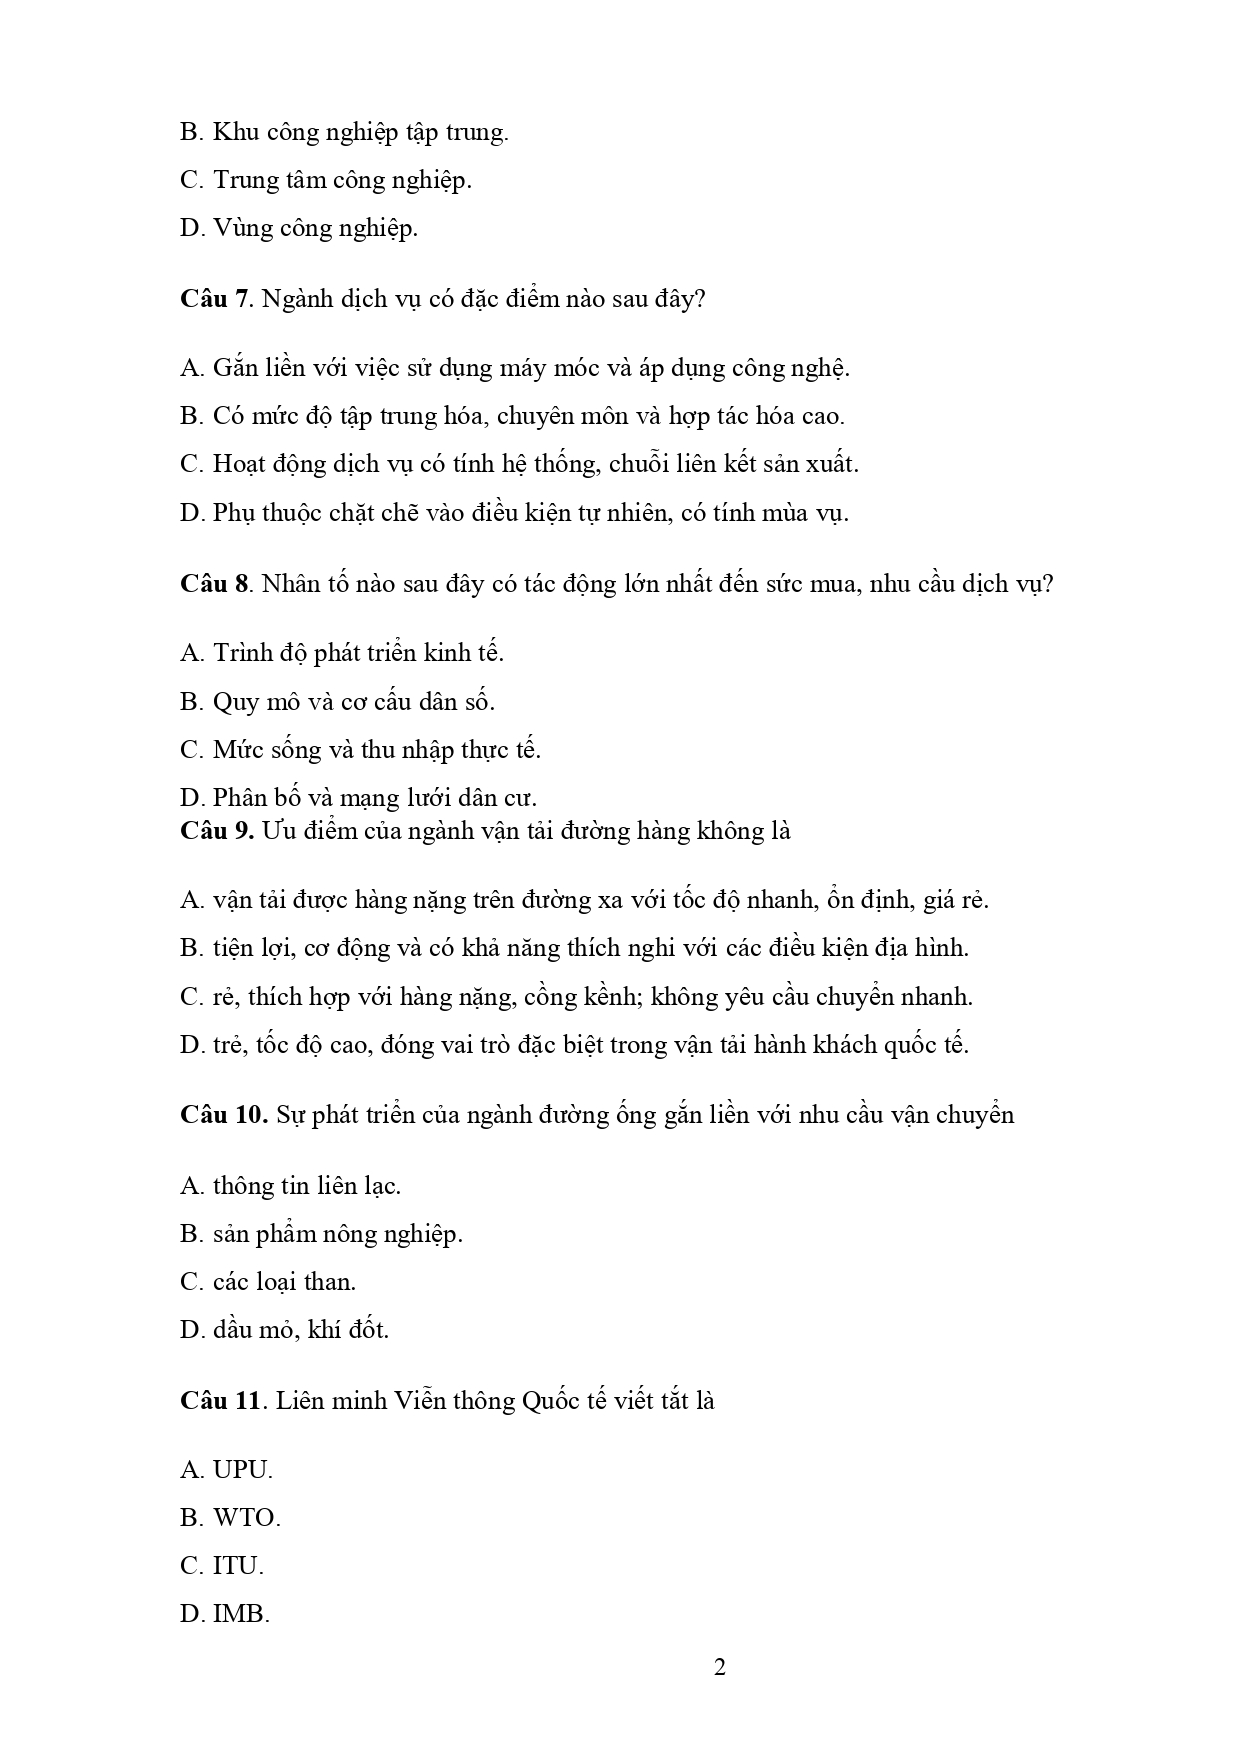 B. Khu công nghiệp tập trung.
C. Trung tâm công nghiệp.
D. Vùng công nghiệp.
Câu 7. Ngành dịch vụ có đặc điểm nào sau đây?
A. Gắn liền với việc sử dụng máy móc và áp dụng công nghệ.
B. Có mức độ tập trung hóa, chuyên môn và hợp tác hóa cao.
C. Hoạt động dịch vụ có tính hệ thống, chuỗi liên kết sản xuất.
D. Phụ thuộc chặt chẽ vào điều kiện tự nhiên, có tính mùa vụ.
Câu 8. Nhân tố nào sau đây có tác động lớn nhất đến sức mua, nhu cầu dịch vụ?
A. Trình độ phát triển kinh tế.
B. Quy mô và cơ cấu dân số.
C. Mức sống và thu nhập thực tế.
D. Phân bố và mạng lưới dân cư.
Câu 9. Ưu điểm của ngành vận tải đường hàng không là
A. vận tải được hàng nặng trên đường xa với tốc độ nhanh, ổn định, giá rẻ.
B. tiện lợi, cơ động và có khả năng thích nghi với các điều kiện địa hình.
C. rẻ, thích hợp với hàng nặng, cồng kềnh; không yêu cầu chuyển nhanh.
D. trẻ, tốc độ cao, đóng vai trò đặc biệt trong vận tải hành khách quốc tế.
Câu 10. Sự phát triển của ngành đường ống gắn liền với nhu cầu vận chuyển
A. thông tin liên lạc.
B. sản phẩm nông nghiệp.
C. các loại than.
D. dầu mỏ, khí đốt.
Câu 11. Liên minh Viễn thông Quốc tế viết tắt là
A. UPU.
B. WTO.
C. ITU.
D. IMB.
2